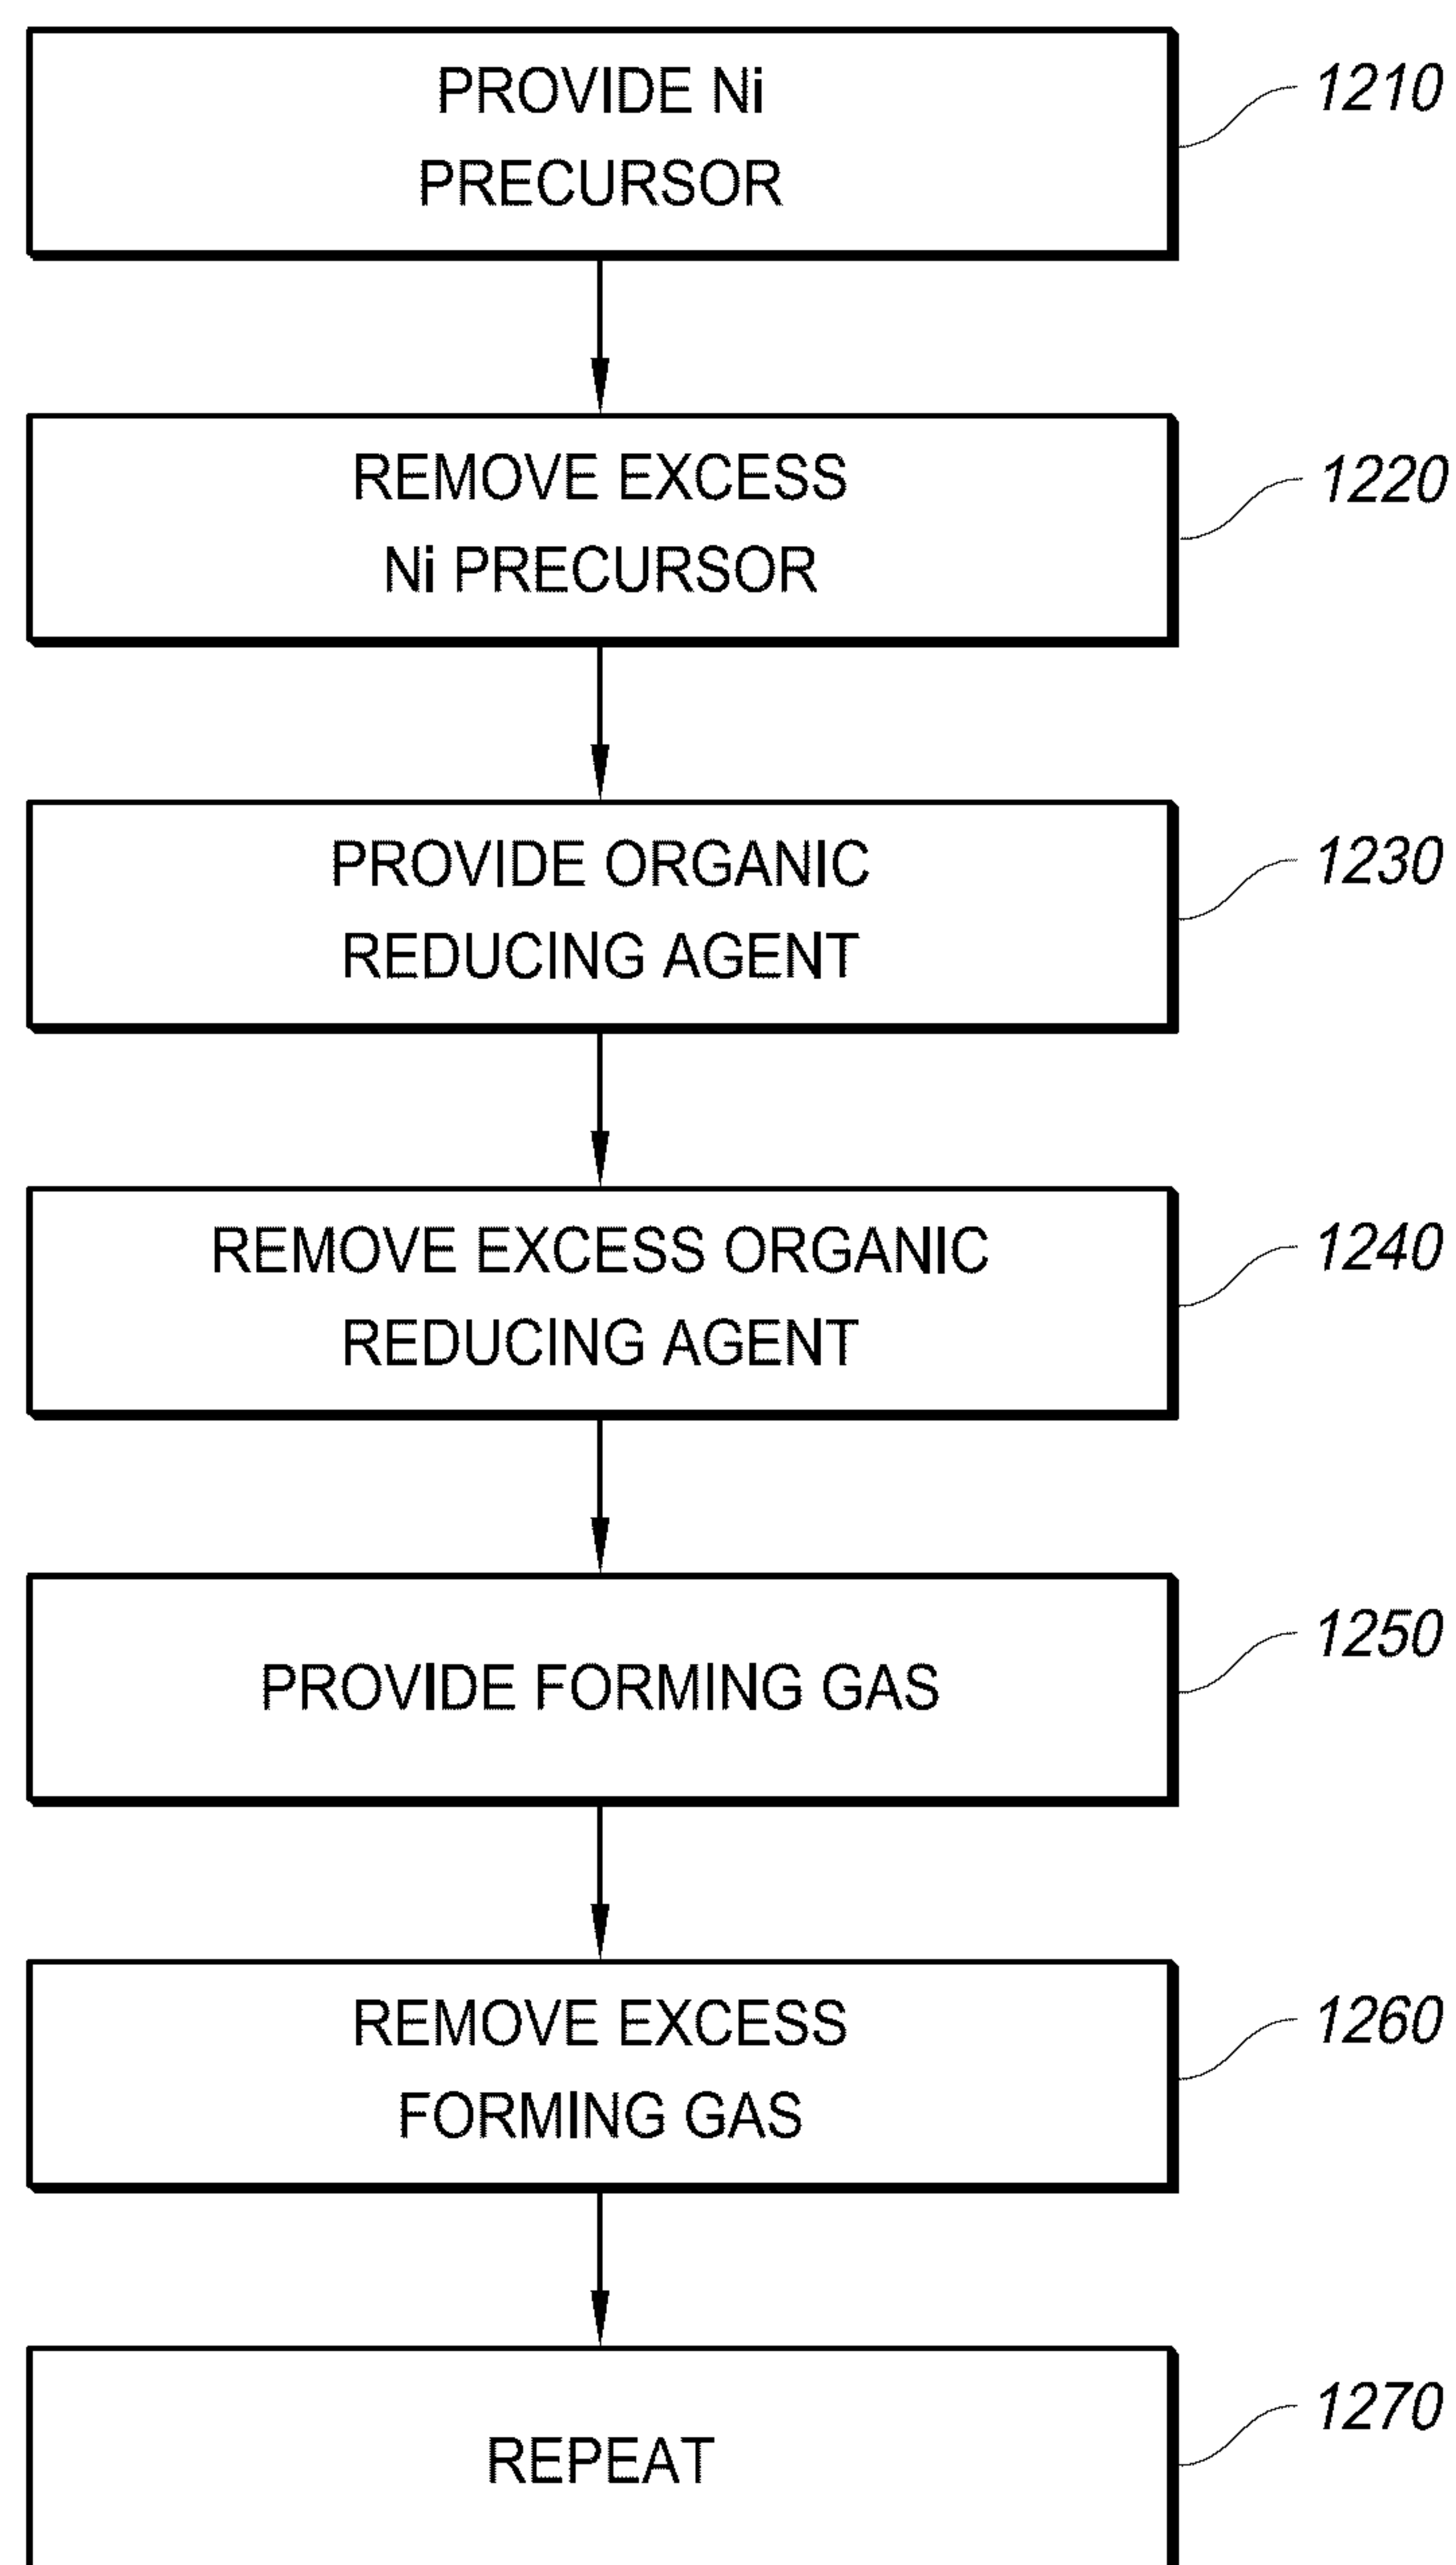 PROVIDE Ni
PRECURSOR
1210
REMOVE EXCESS
Ni PRECURSOR
1220
PROVIDE ORGANIC
REDUCING AGENT
1230
REMOVE EXCESS ORGANIC
REDUCING AGENT
1240
PROVIDE FORMING GAS
1250
REMOVE EXCESS
FORMING GAS
1260
REPEAT
1270